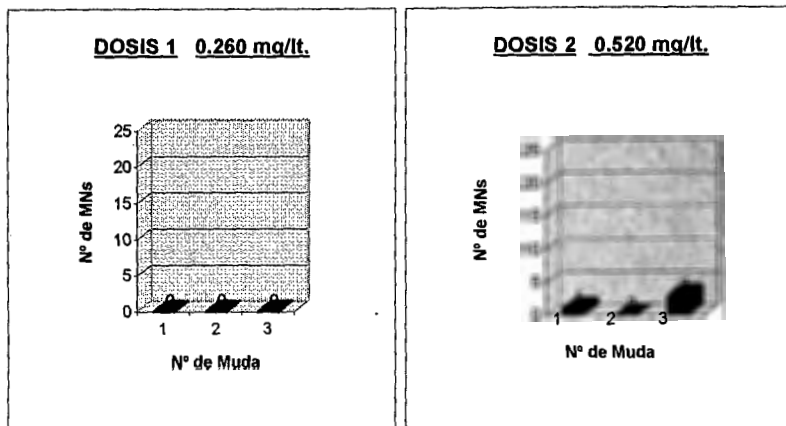 DOSIS 1 0.260 mg/lt.
25
20
15
10
5
0
Nº de MNs
0 0 0
1 2 3
Nº de Muda
DOSIS 2 0.520 mg/lt.
Nº de MNs
1 2 3
Nº de Muda